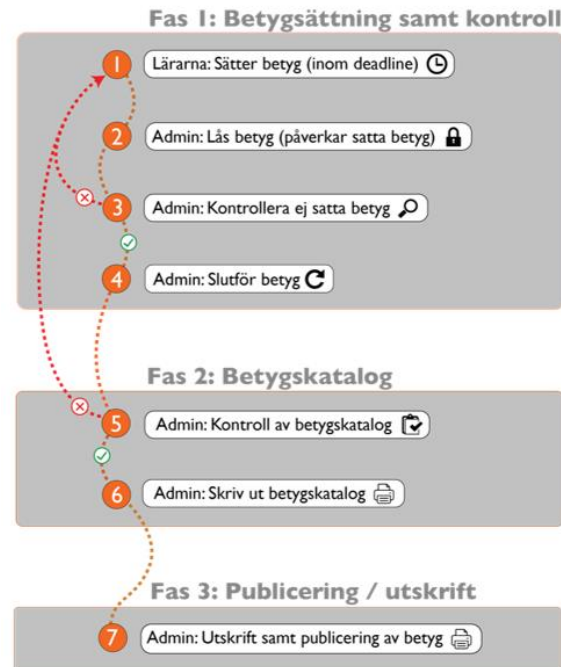 Fas 1: Betygsättning samt kontroll
1 Lärarna: Sätter betyg (inom deadline)
2 Admin: Lås betyg (påverkar satta betyg)
3 Admin: Kontrollera ej satta betyg
4 Admin: Slutför betyg
Fas 2: Betygskatalog
5 Admin: Kontroll av betygskatalog
6 Admin: Skriv ut betygskatalog
Fas 3: Publicering / utskrift
7 Admin: Utskrift samt publicering av betyg